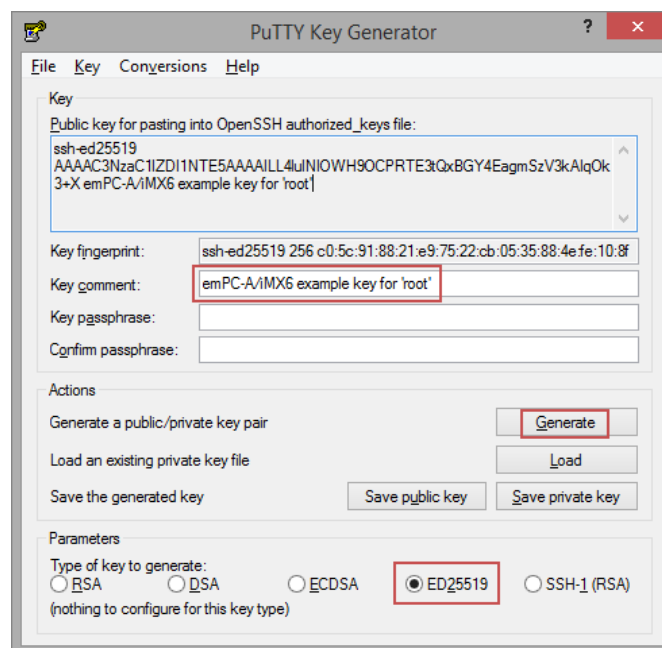 PuTTY Key Generator
? ×
File Key Conversions Help
Key
Public key for pasting into OpenSSH authorized_keys file:
ssh-ed25519
AAAAC3NzaC1lZDI1NTE5AAAAILL4lulNIOWH9OCPRTE3tQxBGY4EagmSzV3kAlqOk
3+X emPC-A/iMX6 example key for 'root'
Key fingerprint: ssh-ed25519 256 c0:5c:91:88:21:e9:75:22:cb:05:35:88:4e:fe:10:8f
Key comment: emPC-A/iMX6 example key for 'root'
Key passphrase:
Confirm passphrase:
Actions
Generate a public/private key pair Generate
Load an existing private key file Load
Save the generated key Save public key Save private key
Parameters
Type of key to generate:
RSA DSA ECDSA ED25519 SSH-1 (RSA)
(nothing to configure for this key type)